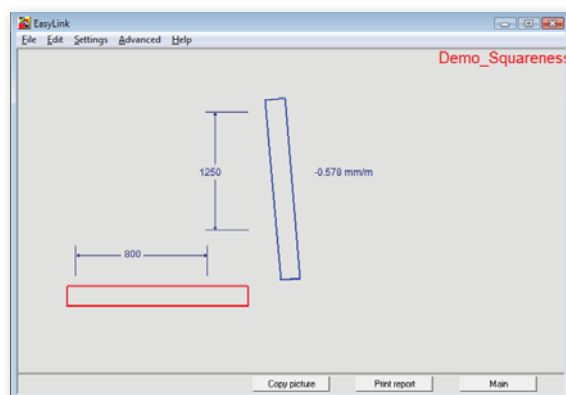 EasyLink
File Edit Settings Advanced Help
Demo_Squareness
1250
-0.578 mm/m
800
Copy picture Print report Main